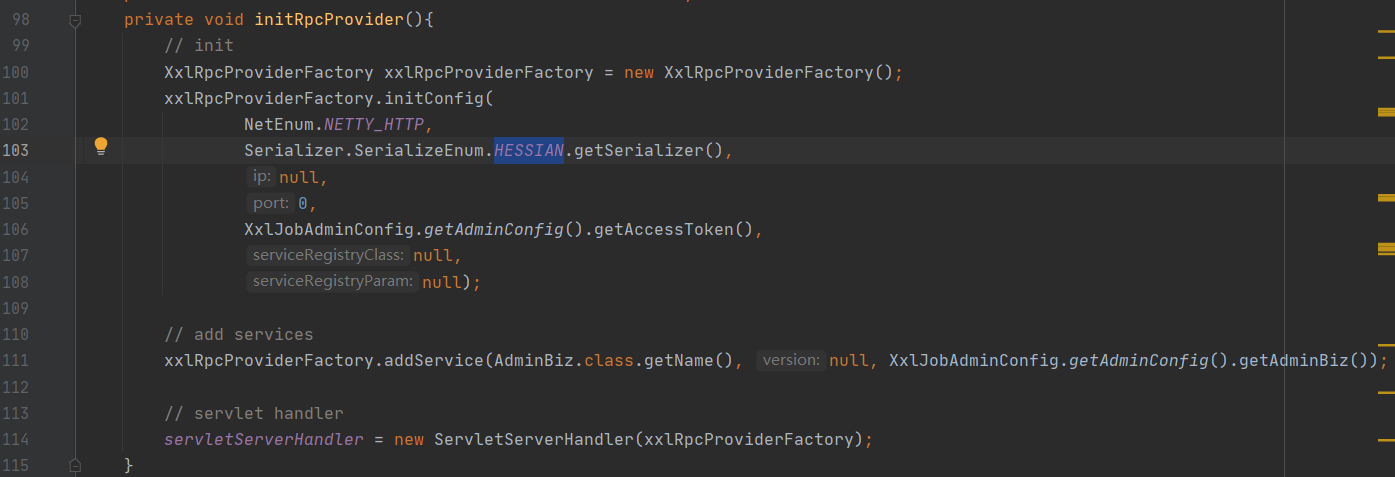 98 private void initRpcProvider(){
99 // init
100 XxlRpcProviderFactory xxlRpcProviderFactory = new XxlRpcProviderFactory();
101 xxlRpcProviderFactory.initConfig(
102 NetEnum.NETTY_HTTP,
103 Serializer.SerializeEnum.HESSIAN.getSerializer(),
104 ip: null,
105 port: 0,
106 XxlJobAdminConfig.getAdminConfig().getAccessToken(),
107 serviceRegistryClass: null,
108 serviceRegistryParam: null);
109
110 // add services
111 xxlRpcProviderFactory.addService(AdminBiz.class.getName(), version: null, XxlJobAdminConfig.getAdminConfig().getAdminBiz());
112
113 // servlet handler
114 servletServerHandler = new ServletServerHandler(xxlRpcProviderFactory);
115 }